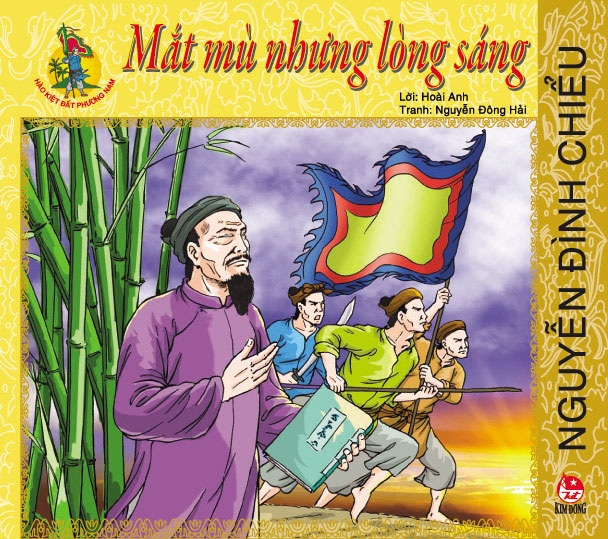 Mắt mù nhưng lòng sáng
HÀO KIỆT ĐẤT PHƯƠNG NAM
Lời: Hoài Anh
Tranh: Nguyễn Đông Hải
NGUYỄN ĐÌNH CHIỂU
KIM ĐỒNG